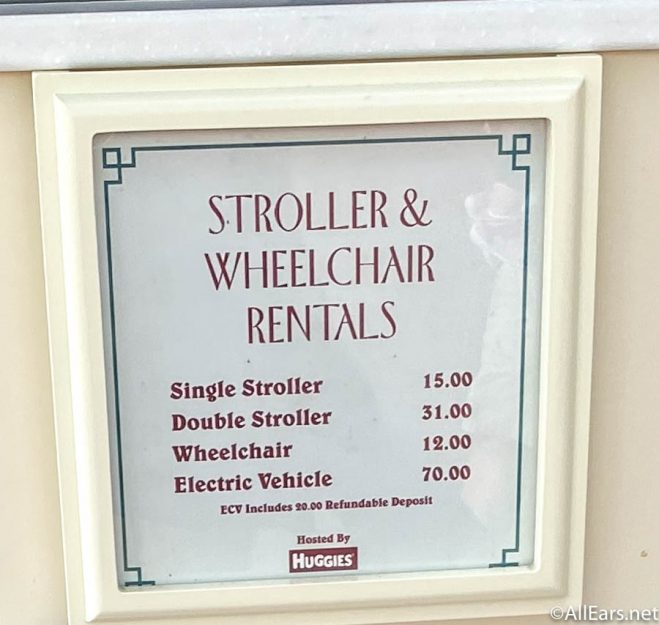 STROLLER &
WHEELCHAIR
RENTALS
Single Stroller 15.00
Double Stroller 31.00
Wheelchair 12.00
Electric Vehicle 70.00
ECV Includes 20.00 Refundable Deposit
Hosted By
HUGGIES
©AllEars.net